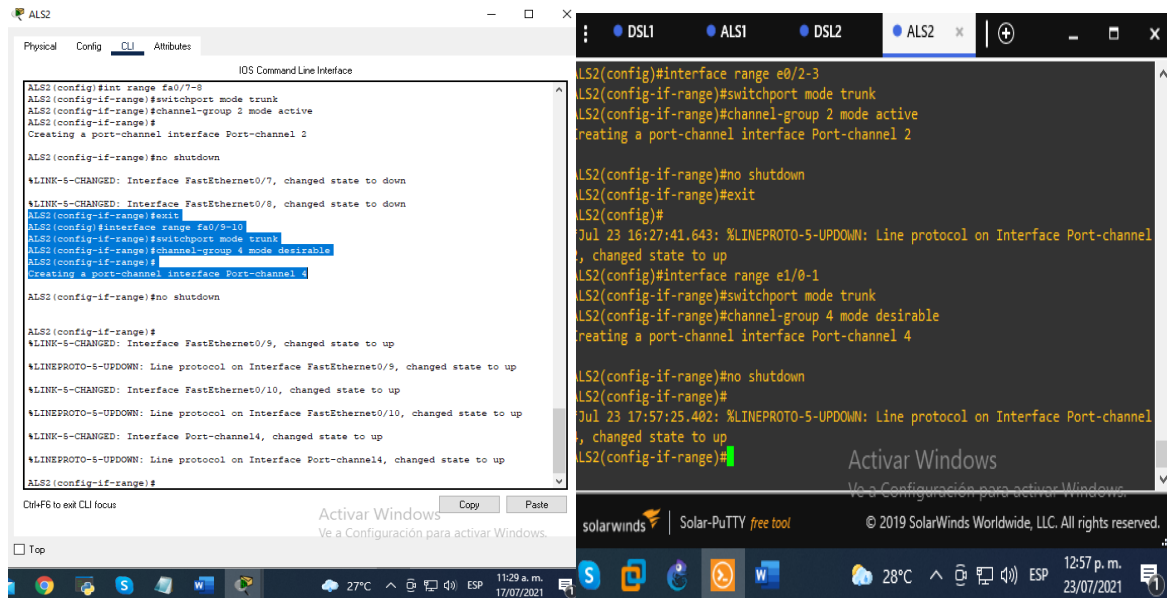 ALS2
Physical Config CLI Attributes
IOS Command Line Interface
ALS2(config)#int range fa0/7-8
ALS2(config-if-range)#switchport mode trunk
ALS2(config-if-range)#channel-group 2 mode active
ALS2(config-if-range)#
Creating a port-channel interface Port-channel 2
ALS2(config-if-range)#no shutdown
%LINK-5-CHANGED: Interface FastEthernet0/7, changed state to down
%LINK-5-CHANGED: Interface FastEthernet0/8, changed state to down
ALS2(config-if-range)#exit
ALS2(config)#interface range fa0/9-10
ALS2(config-if-range)#switchport mode trunk
ALS2(config-if-range)#channel-group 4 mode desirable
ALS2(config-if-range)#
Creating a port-channel interface Port-channel 4
ALS2(config-if-range)#no shutdown
ALS2(config-if-range)#
%LINK-5-CHANGED: Interface FastEthernet0/9, changed state to up
%LINEPROTO-5-UPDOWN: Line protocol on Interface FastEthernet0/9, changed state to up
%LINK-5-CHANGED: Interface FastEthernet0/10, changed state to up
%LINEPROTO-5-UPDOWN: Line protocol on Interface FastEthernet0/10, changed state to up
%LINK-5-CHANGED: Interface Port-channel4, changed state to up
%LINEPROTO-5-UPDOWN: Line protocol on Interface Port-channel4, changed state to up
ALS2(config-if-range)#
Ctrl+F6 to exit CLI focus
Copy Paste
Activar Windows
Ve a Configuración para activar Windows.
Top
27°C ESP 11:29 a. m.
17/07/2021
DSL1 ALS1 DSL2 ALS2
LS2(config)#interface range e0/2-3
LS2(config-if-range)#switchport mode trunk
LS2(config-if-range)#channel-group 2 mode active
reating a port-channel interface Port-channel 2
LS2(config-if-range)#no shutdown
LS2(config-if-range)#exit
LS2(config)#
Jul 23 16:27:41.643: %LINEPROTO-5-UPDOWN: Line protocol on Interface Port-channel
, changed state to up
LS2(config)#interface range e1/0-1
LS2(config-if-range)#switchport mode trunk
LS2(config-if-range)#channel-group 4 mode desirable
reating a port-channel interface Port-channel 4
LS2(config-if-range)#no shutdown
LS2(config-if-range)#
Jul 23 17:57:25.402: %LINEPROTO-5-UPDOWN: Line protocol on Interface Port-channel
, changed state to up
LS2(config-if-range)#
Activar Windows
Ve a Configuración para activar Windows.
solarwinds Solar-PuTTY free tool © 2019 SolarWinds Worldwide, LLC. All rights reserved.
28°C ESP 12:57 p. m.
23/07/2021